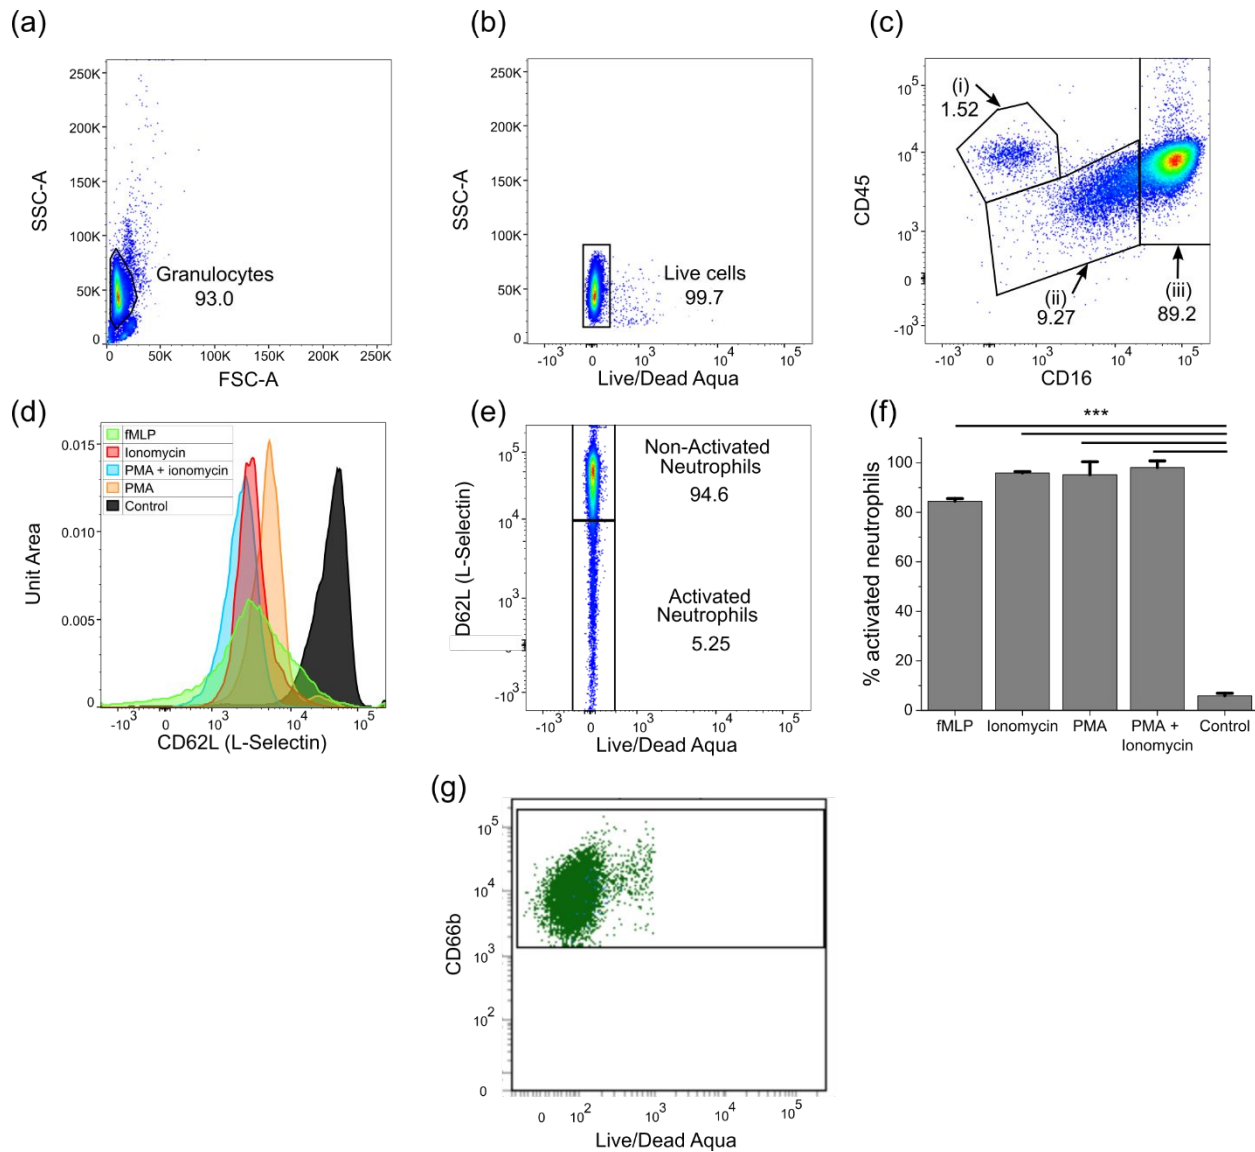 (a)
250K
200K
150K
100K
50K
0
SSC-A
Granulocytes
93.0
0 50K 100K 150K 200K 250K
FSC-A
(b)
250K
200K
150K
100K
50K
0
SSC-A
Live cells
99.7
-10³ 0 10³ 10⁴ 10⁵
Live/Dead Aqua
(c)
10⁵
10⁴
10³
0
-10³
CD45
(i)
1.52
(ii)
9.27
(iii)
89.2
-10³ 0 10³ 10⁴ 10⁵
CD16
(d)
fMLP
Ionomycin
PMA + ionomycin
PMA
Control
0.015
0.010
0.005
0
Unit Area
-10³ 0 10³ 10⁴ 10⁵
CD62L (L-Selectin)
(e)
10⁵
10⁴
10³
-10³
D62L (L-Selectin)
Non-Activated
Neutrophils
94.6
Activated
Neutrophils
5.25
-10³ 0 10³ 10⁴ 10⁵
Live/Dead Aqua
(f)
***
100
80
60
40
20
0
% activated neutrophils
fMLP Ionomycin PMA PMA + Control
Ionomycin
(g)
10⁵
10⁴
10³
10²
0
CD66b
0 10² 10³ 10⁴ 10⁵
Live/Dead Aqua